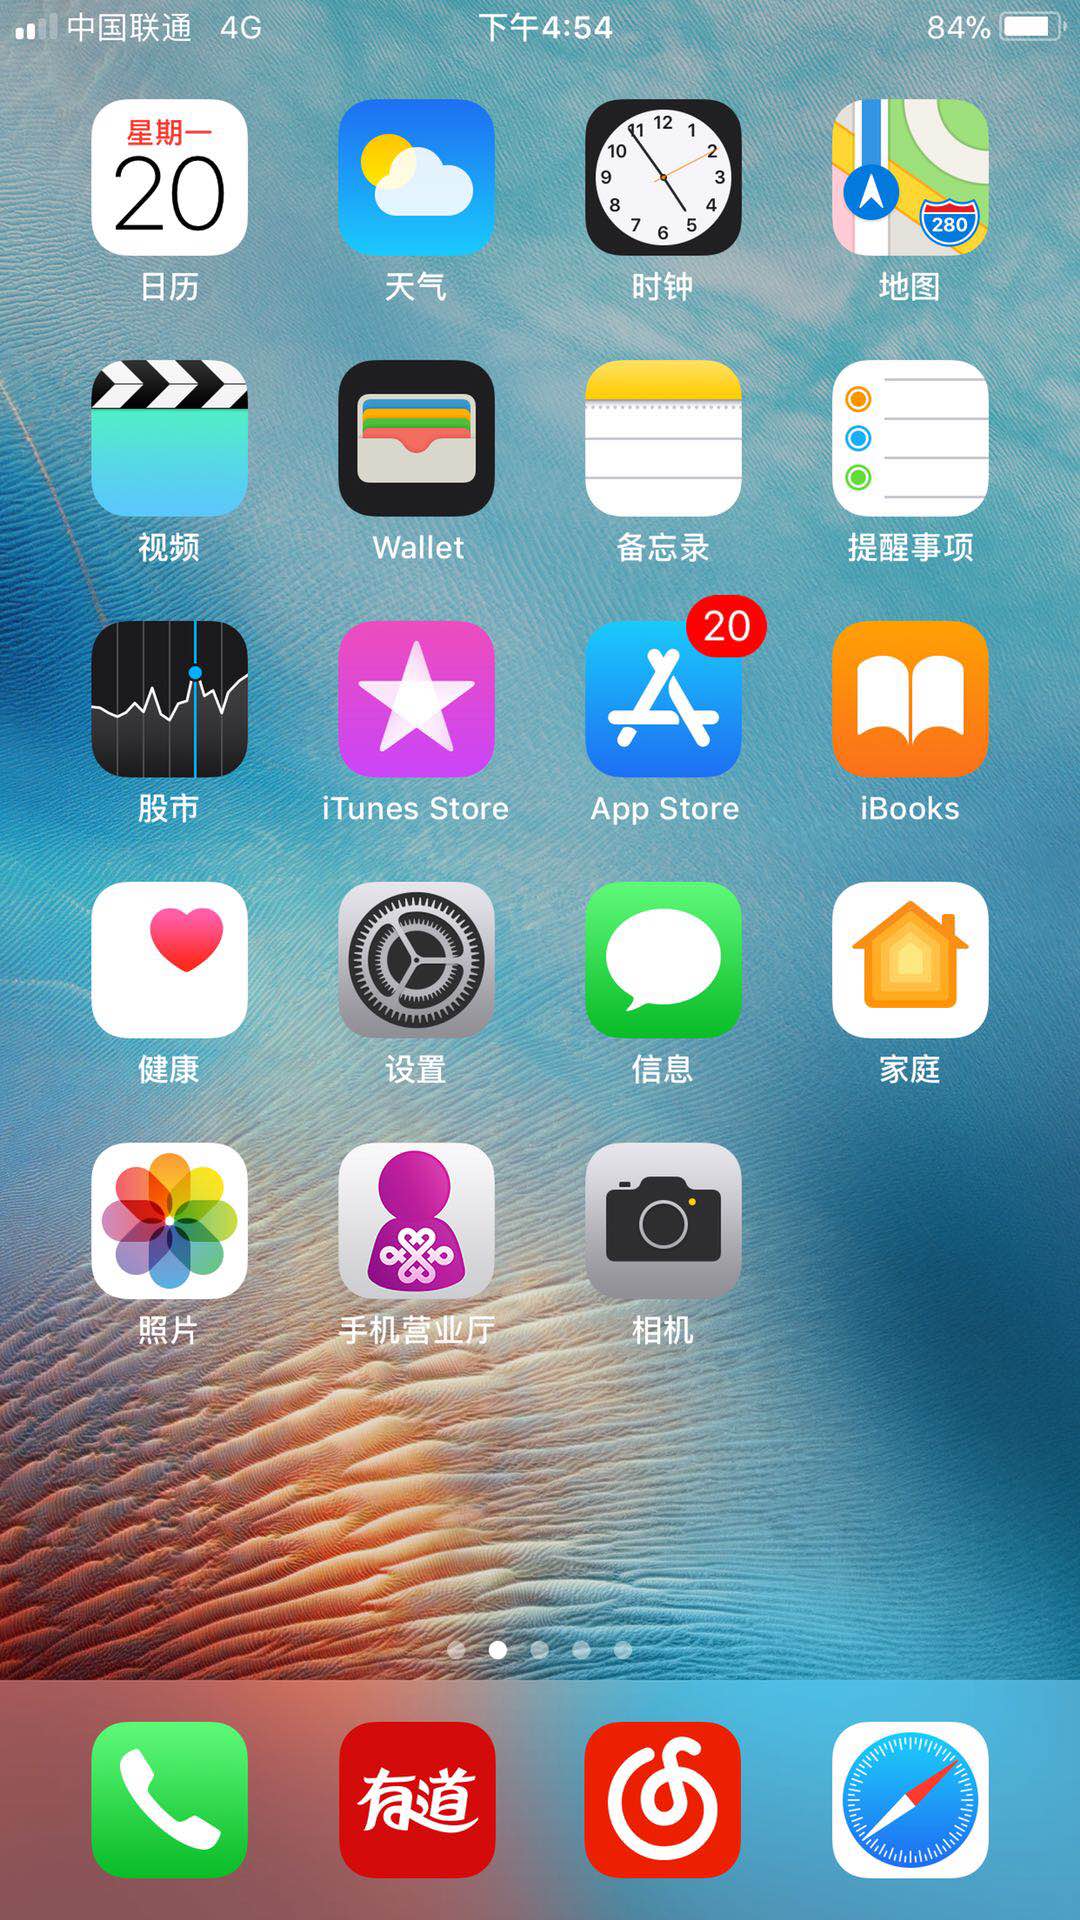 中国联通 4G 下午4:54 84%
星期一
20
12
11 1
10 2
9 3
8 4
7 5
6
280
日历 天气 时钟 地图
视频 Wallet 备忘录 提醒事项
20
股市 iTunes Store App Store iBooks
健康 设置 信息 家庭
照片 手机营业厅 相机
有道